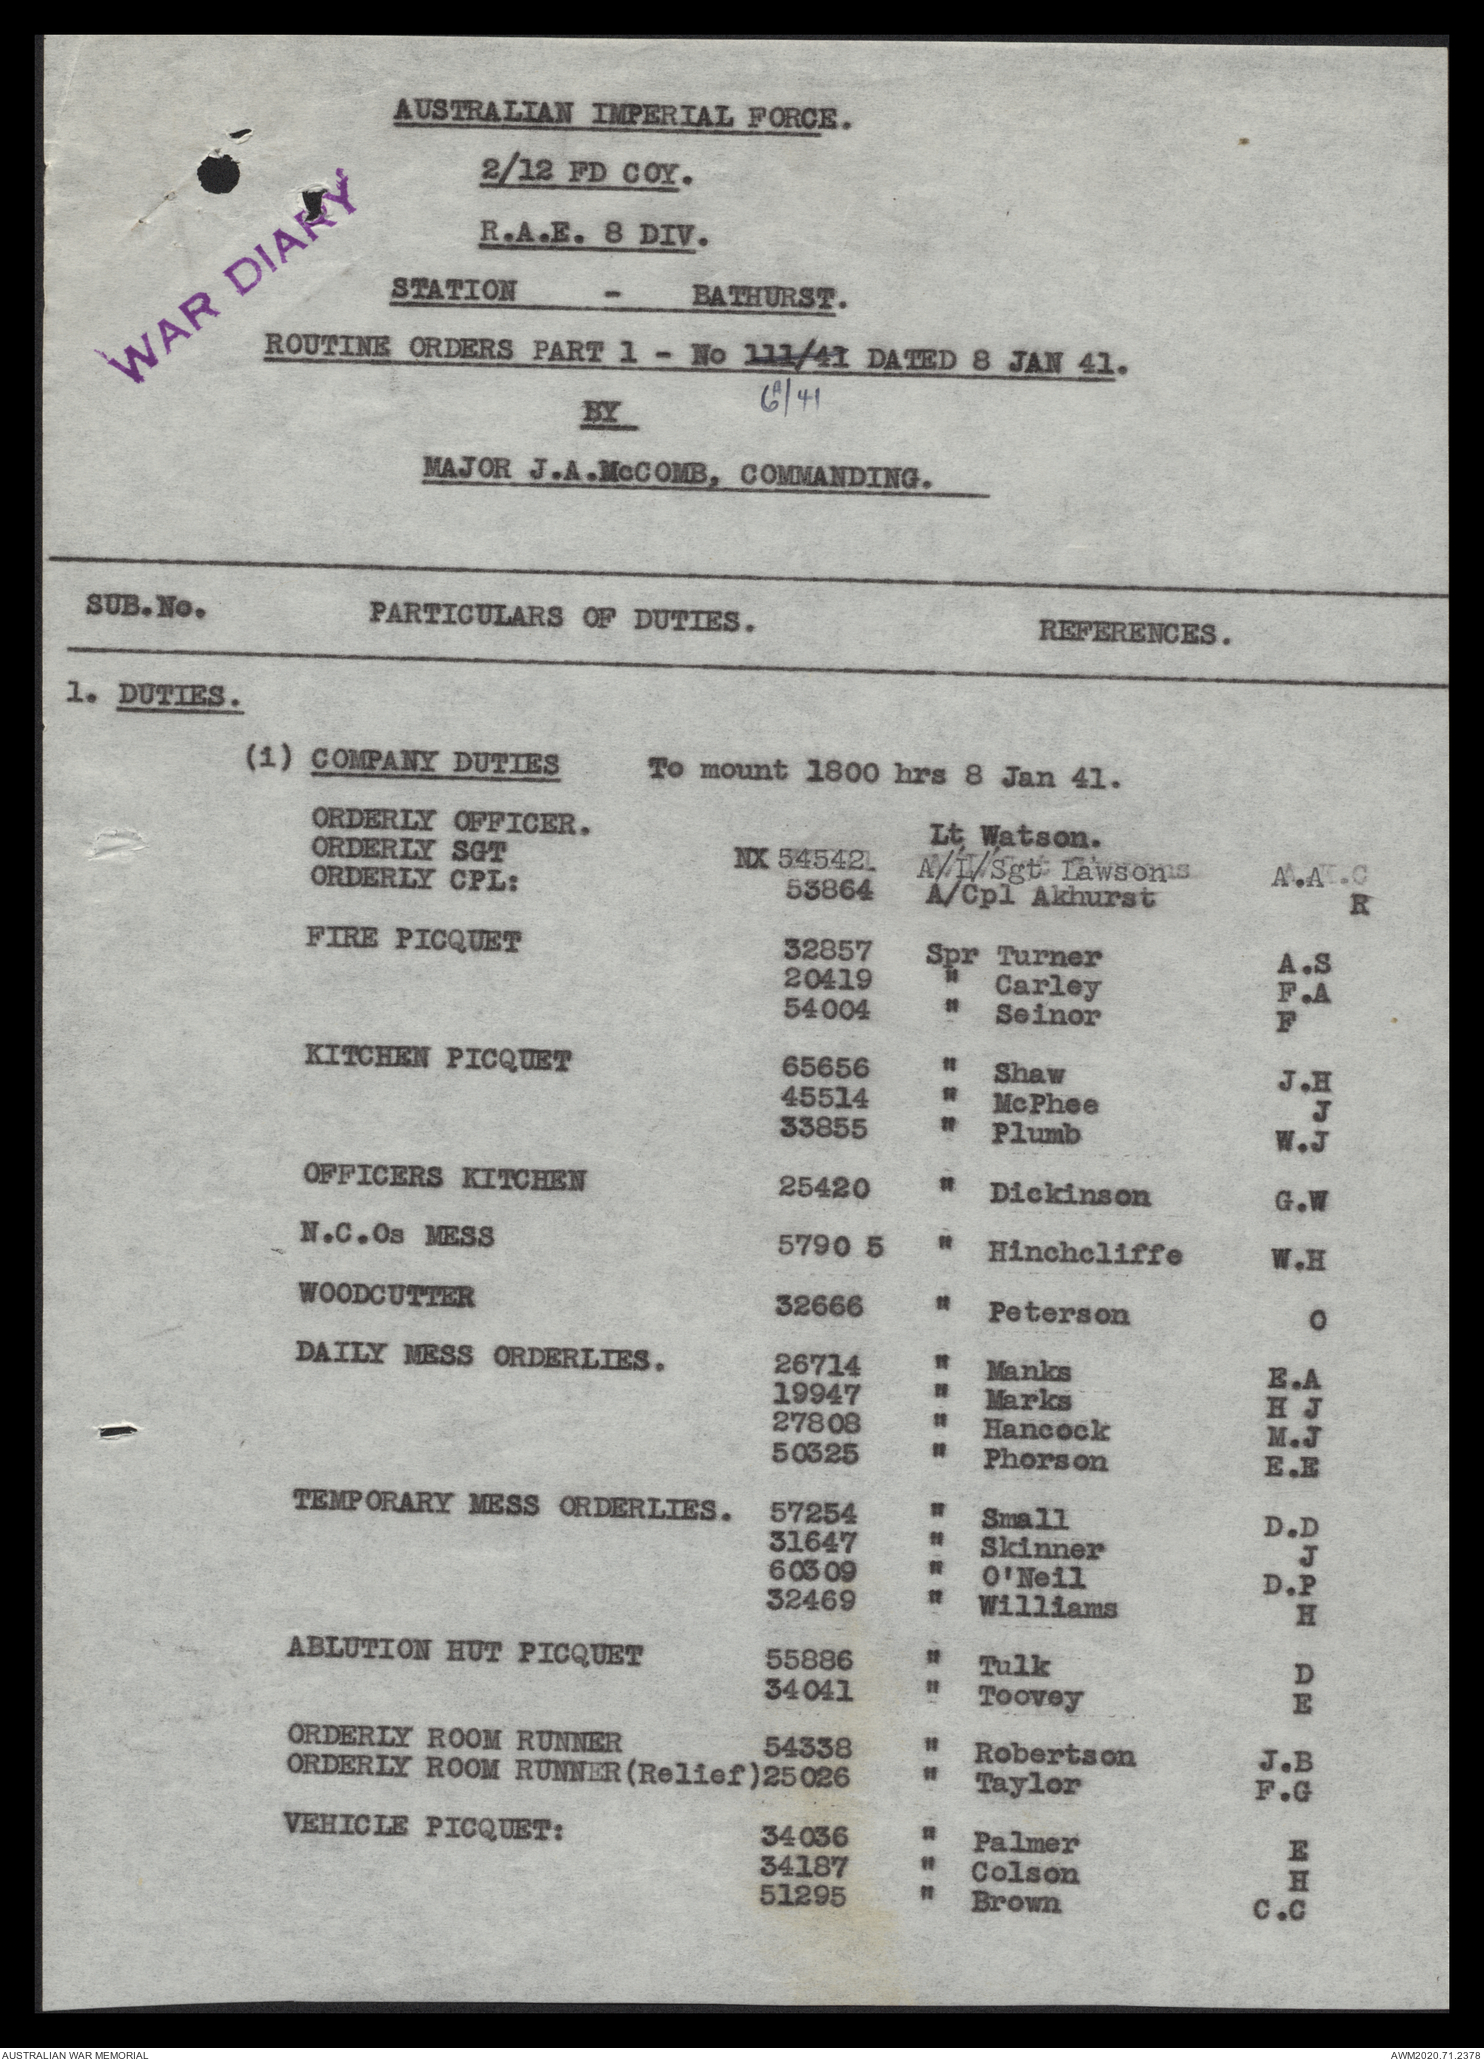 AUSTRALIAN IMPERIAL FORCE.
2/12 FD COY.
R.A.E. 8 DIV.
WAR DIARY
STATION - BATHURST.
ROUTINE ORDERS PART 1 - No 111/41 DATED 8 JAN 41.
6A/41
BY
MAJOR J.A.McCOMB, COMMANDING.
SUB.No. PARTICULARS OF DUTIES. REFERENCES.
1. DUTIES.
(i) COMPANY DUTIES To mount 1800 hrs 8 Jan 41.
ORDERLY OFFICER. Lt Watson.
ORDERLY SGT NX 54542 A/L/Sgt Lawson A.A
ORDERLY CPL: 53864 A/Cpl Akhurst R
FIRE PICQUET 32857 Spr Turner A.S
20419 " Carley F.A
54004 " Seinor F
KITCHEN PICQUET 65656 " Shaw J.H
45514 " McPhee J
33855 " Plumb W.J
OFFICERS KITCHEN 25420 " Dickinson G.W
N.C.Os MESS 5790 5 " Hinchcliffe W.H
WOODCUTTER 32666 " Peterson O
DAILY MESS ORDERLIES. 26714 " Manks E.A
19947 " Marks H J
27808 " Hancock M.J
50325 " Phorson E.E
TEMPORARY MESS ORDERLIES. 57254 " Small D.D
31647 " Skinner J
60309 " O'Neil D.P
32469 " Williams H
ABLUTION HUT PICQUET 55886 " Tulk D
34041 " Toovey E
ORDERLY ROOM RUNNER 54338 " Robertson J.B
ORDERLY ROOM RUNNER(Relief)25026 " Taylor F.G
VEHICLE PICQUET: 34036 " Palmer E
34187 " Colson H
51295 " Brown C.C
AUSTRALIAN WAR MEMORIAL AWM2020.71.2378